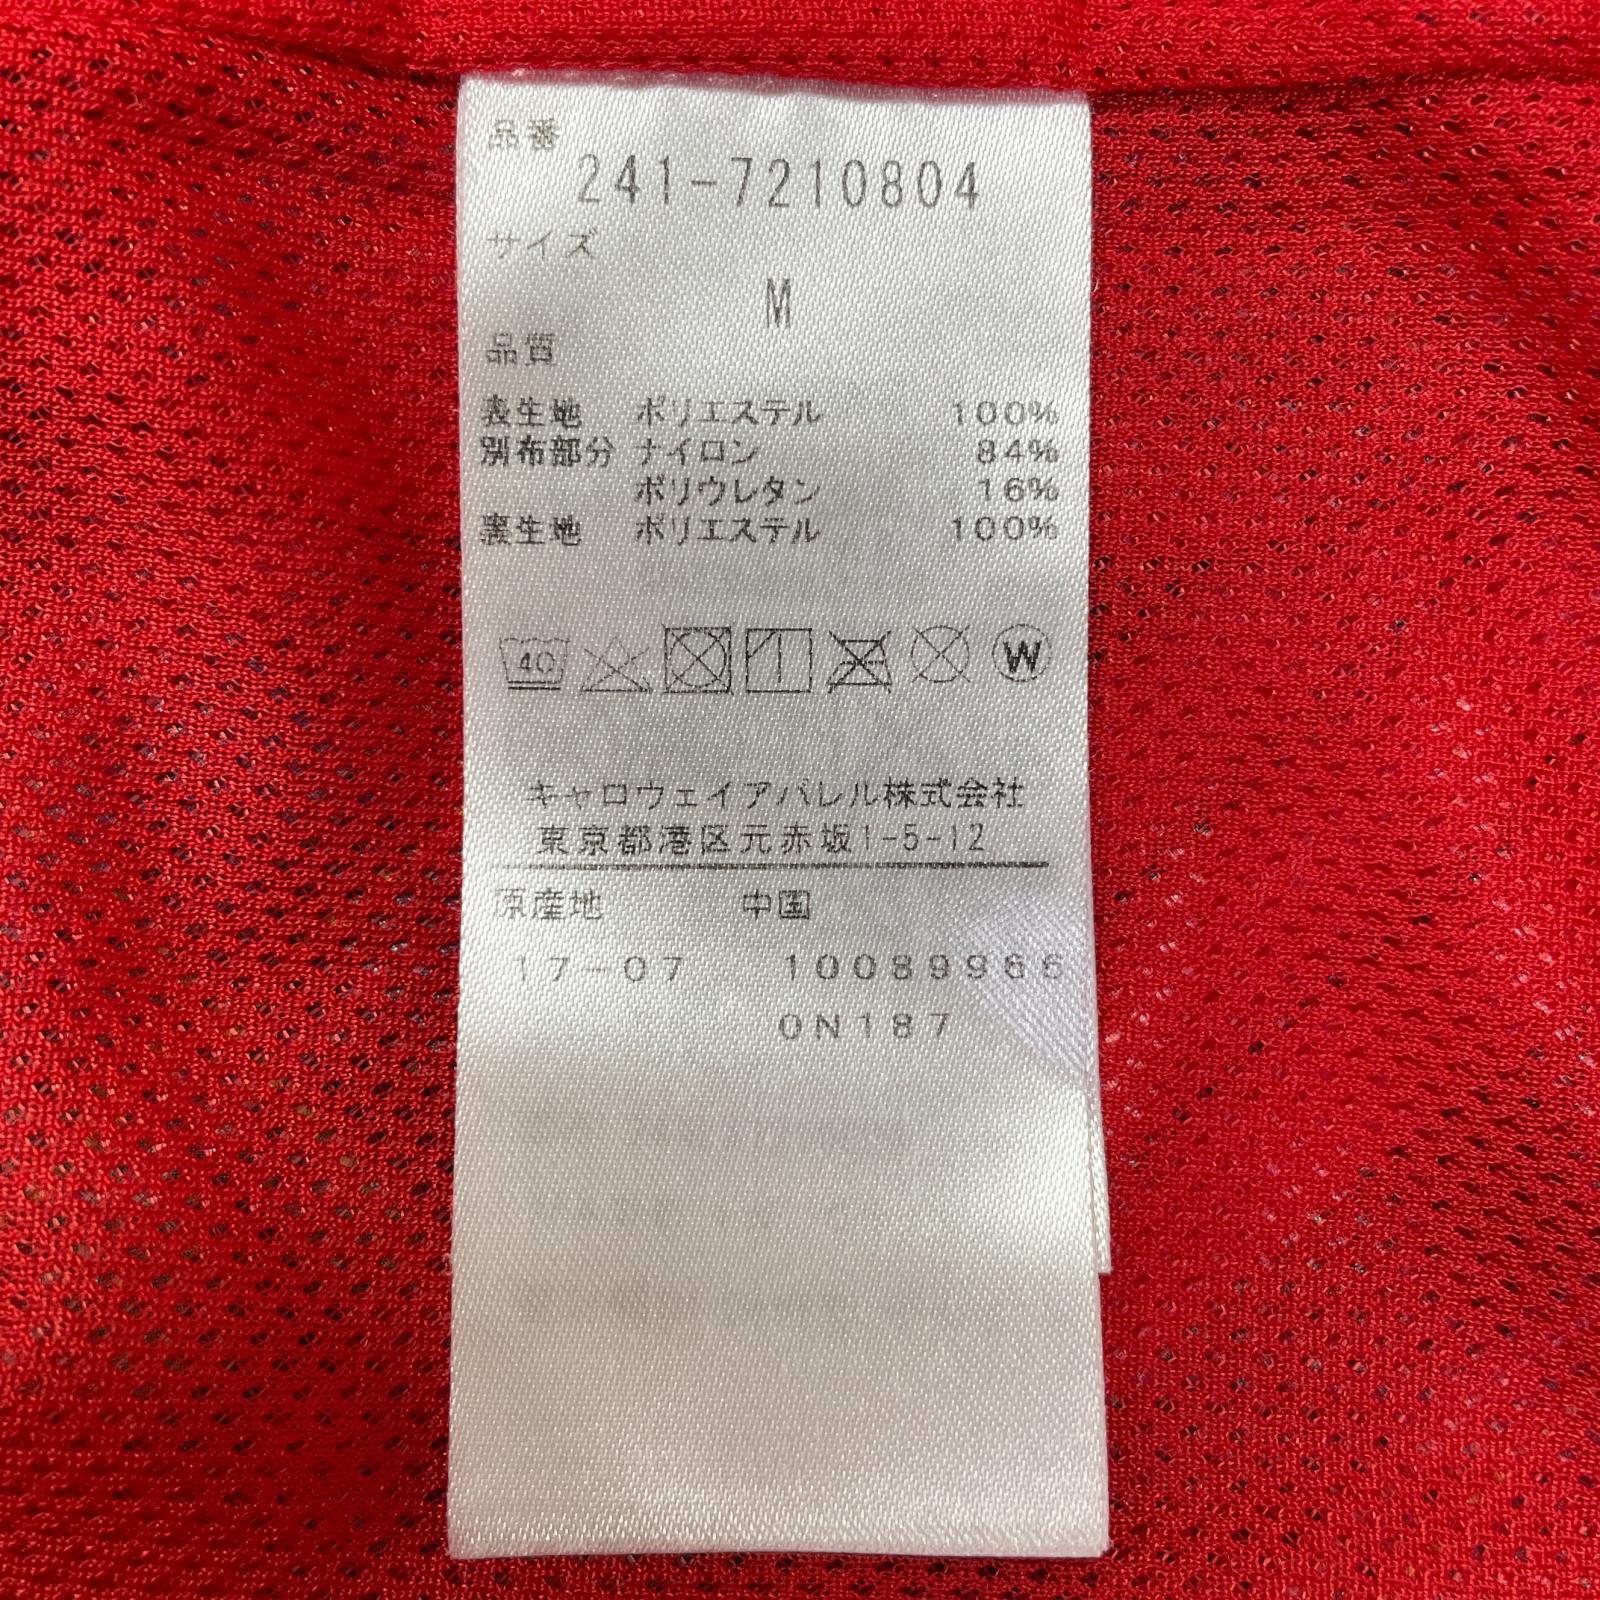 品番
241-7210804
サイズ
M
品質
表生地 ポリエステル 100%
別布部分 ナイロン 84%
ポリウレタン 16%
裏生地 ポリエステル 100%
40 W
キャロウェイアパレル株式会社
東京都港区元赤坂1-5-12
原産地 中国
17-07 10089966
0N187